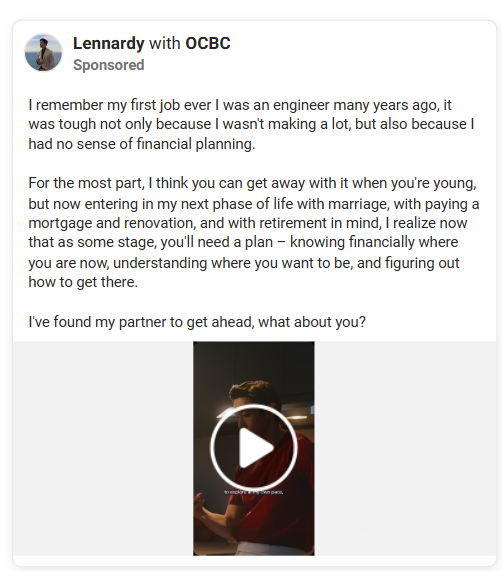 Lennardy with OCBC
Sponsored
I remember my first job ever I was an engineer many years ago, it
was tough not only because I wasn't making a lot, but also because I
had no sense of financial planning.
For the most part, I think you can get away with it when you're young,
but now entering in my next phase of life with marriage, with paying a
mortgage and renovation, and with retirement in mind, I realize now
that as some stage, you'll need a plan – knowing financially where
you are now, understanding where you want to be, and figuring out
how to get there.
I've found my partner to get ahead, what about you?
to explore at my own pace,